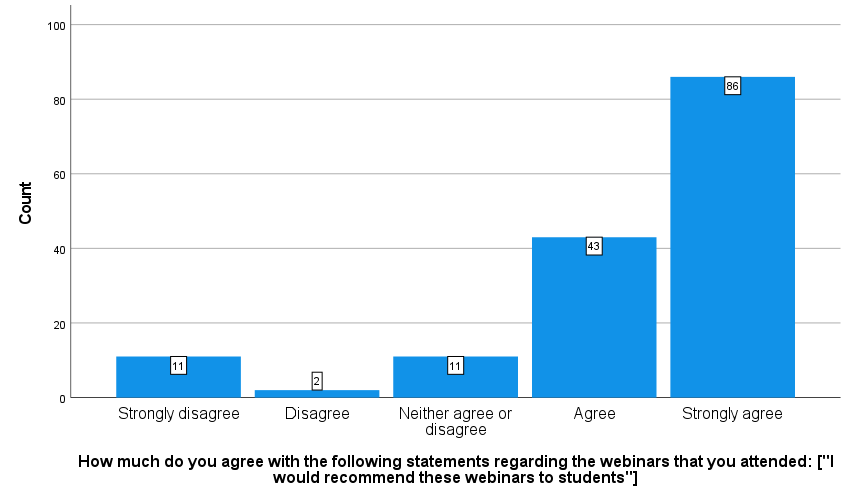 100
80
60
40
20
0
Count
11
2
11
43
86
Strongly disagree
Disagree
Neither agree or
disagree
Agree
Strongly agree
How much do you agree with the following statements regarding the webinars that you attended: ["I
would recommend these webinars to students"]